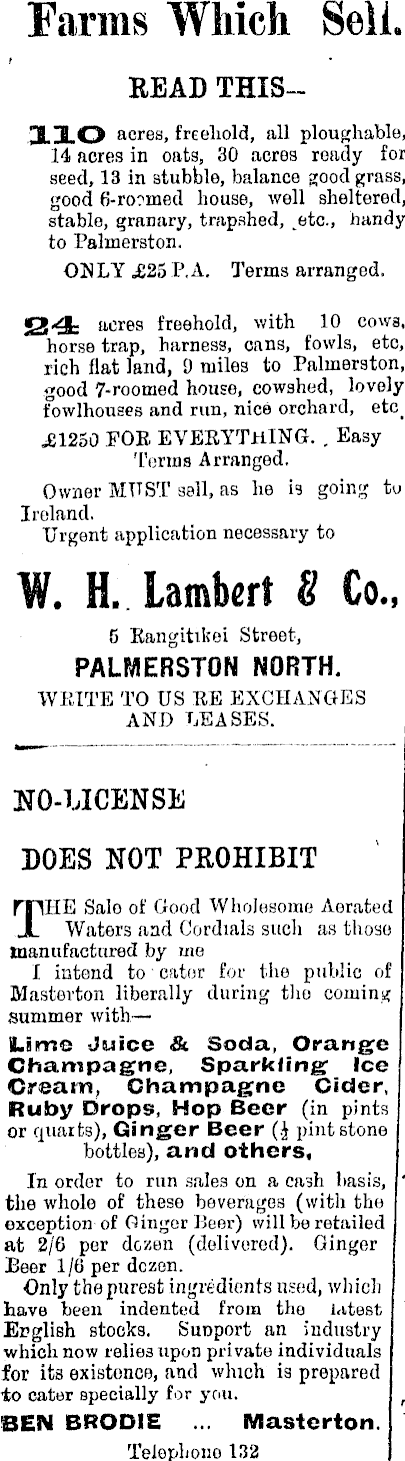 Farms Which Sell.
READ THIS—
110 acres, freehold, all ploughable,
14 acres in oats, 30 acres ready for
seed, 13 in stubble, balance good grass,
good 6-roomed house, well sheltered,
stable, granary, trapshed, etc., handy
to Palmerston.
ONLY £25 P.A. Terms arranged.
24 acres freehold, with 10 cows,
horse trap, harness, cans, fowls, etc,
rich flat land, 9 miles to Palmerston,
good 7-roomed house, cowshed, lovely
fowlhouses and run, nice orchard, etc.
£1250 FOR EVERYTHING. Easy
Terms Arranged.
Owner MUST sell, as he is going to
Ireland.
Urgent application necessary to
W. H. Lambert & Co.,
5 Rangitikei Street,
PALMERSTON NORTH.
WRITE TO US RE EXCHANGES
AND LEASES.
NO-LICENSE
DOES NOT PROHIBIT
THE Sale of Good Wholesome Aerated
Waters and Cordials such as those
manufactured by me
I intend to cater for the public of
Masterton liberally during the coming
summer with—
Lime Juice & Soda, Orange
Champagne, Sparkling Ice
Cream, Champagne Cider,
Ruby Drops, Hop Beer (in pints
or quarts), Ginger Beer (½ pint stone
bottles), and others,
In order to run sales on a cash basis,
the whole of these beverages (with the
exception of Ginger Beer) will be retailed
at 2/6 per dozen (delivered). Ginger
Beer 1/6 per dozen.
Only the purest ingredients used, which
have been indented from the latest
English stocks. Support an industry
which now relies upon private individuals
for its existence, and which is prepared
to cater specially for you.
BEN BRODIE ... Masterton.
Telephone 132